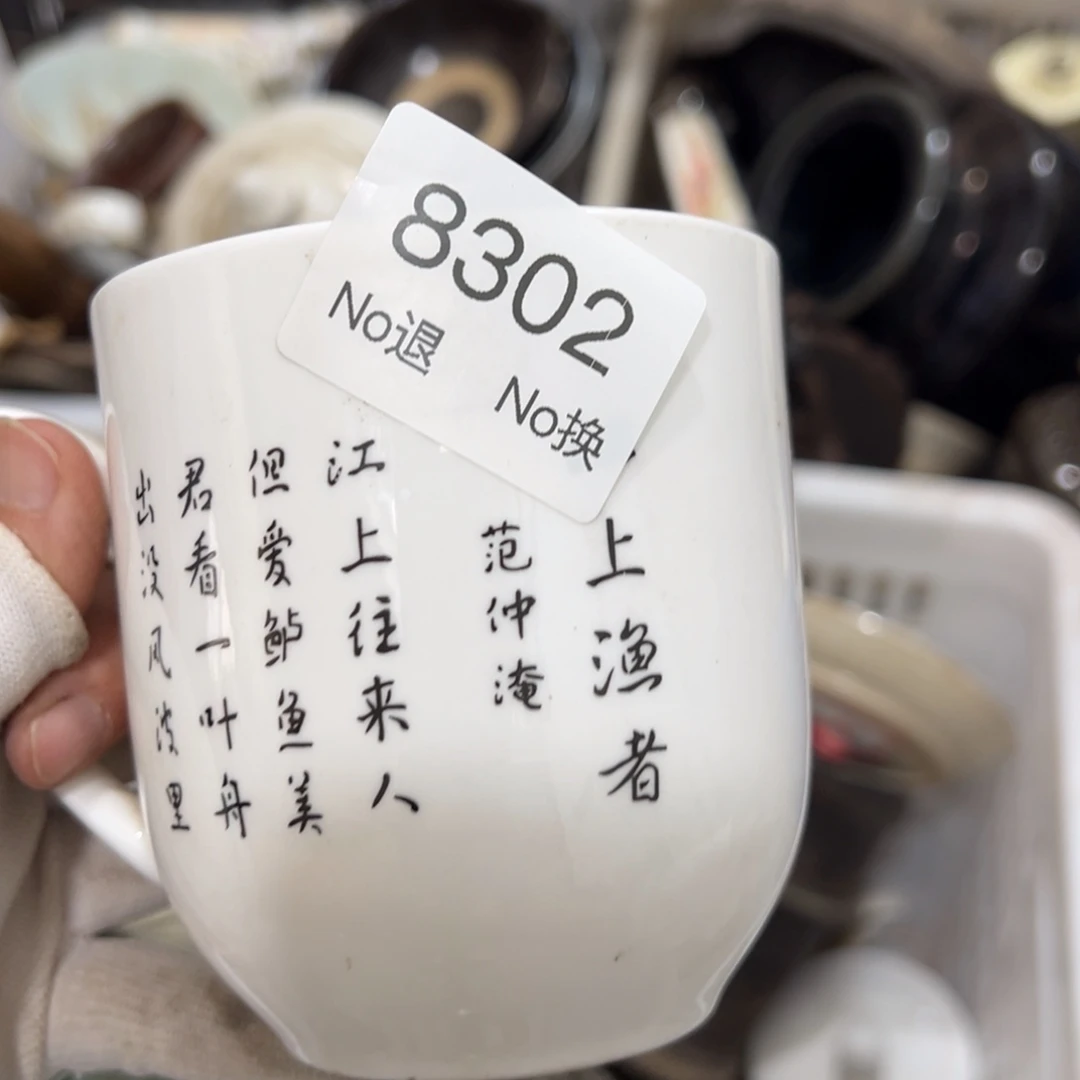 8302
No退 No换
上渔者
范仲淹
江上往来人
但爱鲈鱼美
君看一叶舟
出没风波里